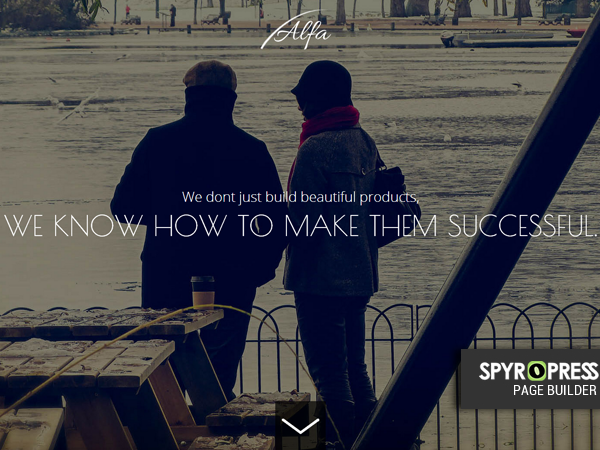 Alfa
We dont just build beautiful products,
WE KNOW HOW TO MAKE THEM SUCCESSFUL.
SPYROPRESS
PAGE BUILDER